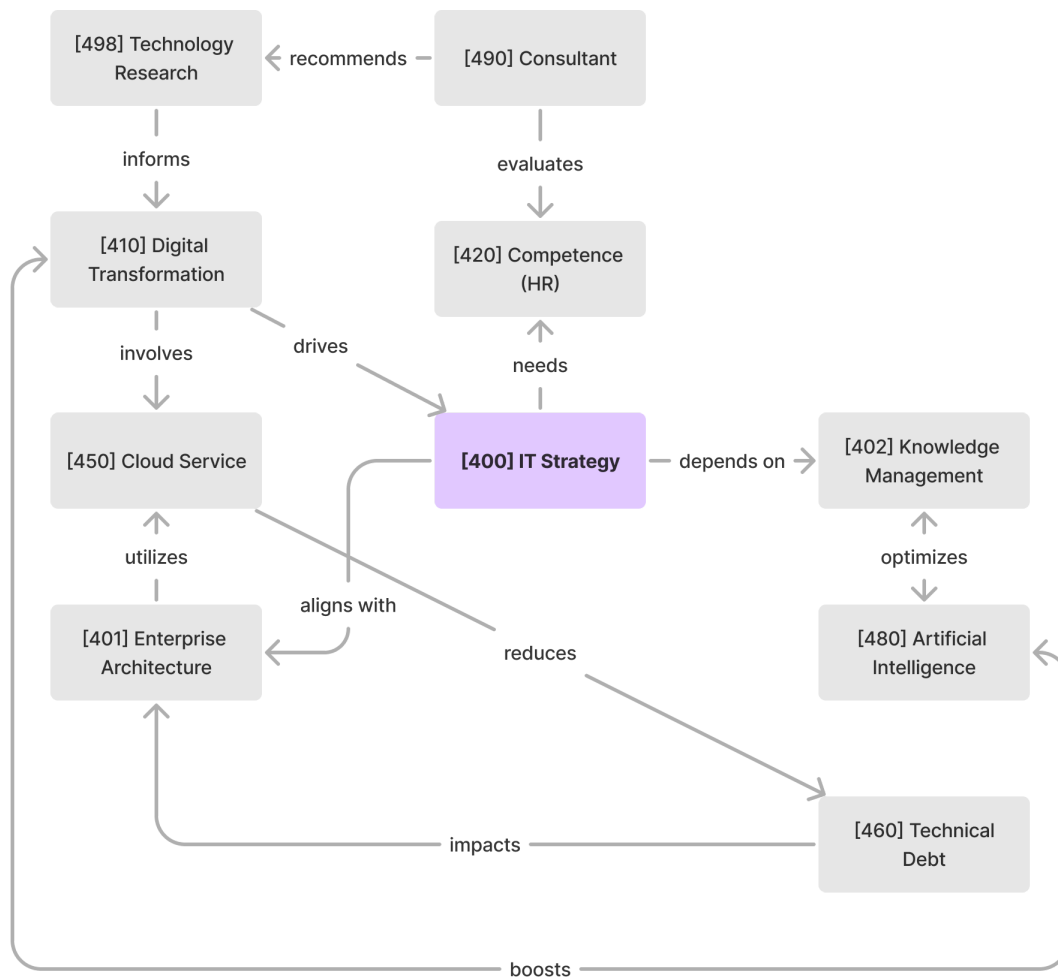 [498] Technology
Research
recommends
[490] Consultant
informs
evaluates
[410] Digital
Transformation
[420] Competence
(HR)
involves
drives
needs
[450] Cloud Service
[400] IT Strategy
depends on
[402] Knowledge
Management
utilizes
optimizes
aligns with
[401] Enterprise
Architecture
reduces
[480] Artificial
Intelligence
impacts
[460] Technical
Debt
boosts